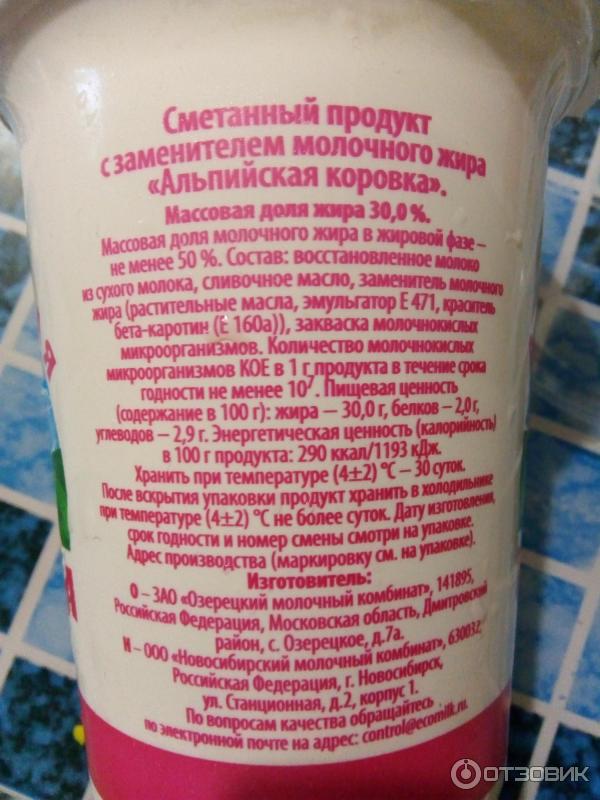 Сметанный продукт
с заменителем молочного жира
«Альпийская коровка».
Массовая доля жира 30,0 %.
Массовая доля молочного жира в жировой фазе –
не менее 50 %. Состав: восстановленное молоко
из сухого молока, сливочное масло, заменитель молочного
жира (растительные масла, эмульгатор Е 471, краситель
бета-каротин (Е 160а)), закваска молочнокислых
микроорганизмов. Количество молочнокислых
микроорганизмов КОЕ в 1 г продукта в течение срока
годности не менее 10⁷. Пищевая ценность
(содержание в 100 г): жира – 30,0 г, белков – 2,0 г,
углеводов – 2,9 г. Энергетическая ценность (калорийность)
в 100 г продукта: 290 ккал/1193 кДж.
Хранить при температуре (4±2) °С – 30 суток.
После вскрытия упаковки продукт хранить в холодильнике
при температуре (4±2) °С не более суток. Дату изготовления,
срок годности и номер смены смотри на упаковке.
Адрес производства (маркировку см. на упаковке).
Изготовитель:
О – ЗАО «Озерецкий молочный комбинат», 141895,
Российская Федерация, Московская область, Дмитровский
район, с. Озерецкое, д.7а.
Н – ООО «Новосибирский молочный комбинат», 630032,
Российская Федерация, г. Новосибирск,
ул. Станционная, д.2, корпус 1.
По вопросам качества обращайтесь
по электронной почте на адрес: control@ecomilk.ru
ОТЗОВИК